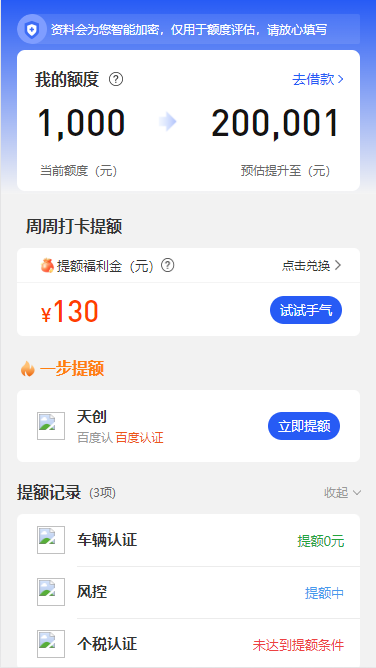 资料会为您智能加密，仅用于额度评估，请放心填写
我的额度 ? 去借款 >
1,000 200,001
当前额度（元） 预估提升至（元）
周周打卡提额
提额福利金（元） ? 点击兑换 >
¥130 试试手气
一步提额
天创
百度认 百度认证 立即提额
提额记录 (3项) 收起
车辆认证 提额0元
风控 提额中
个税认证 未达到提额条件